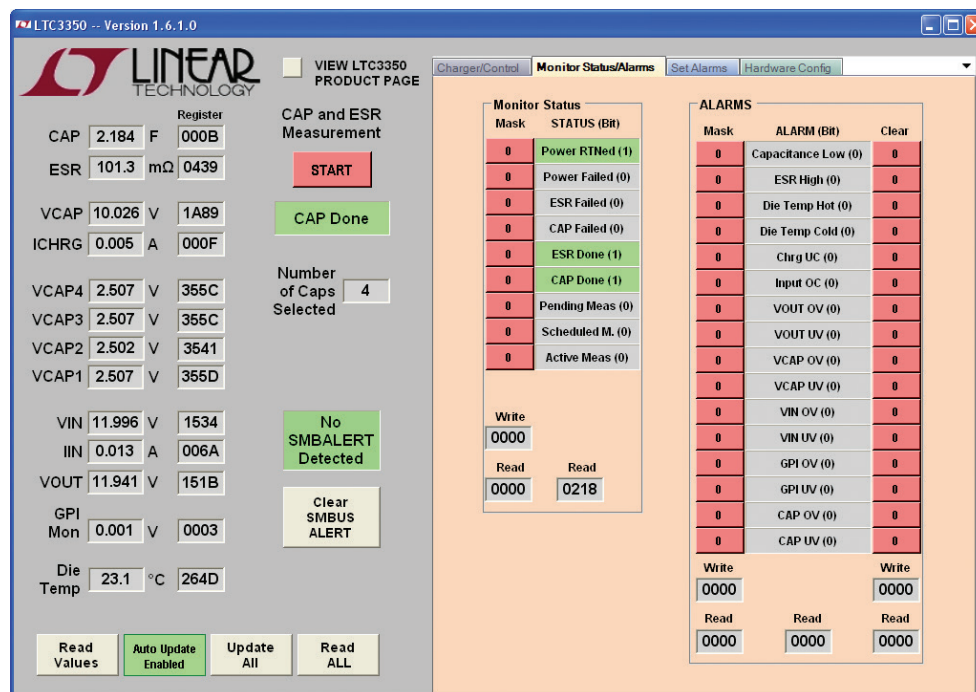 LTC3350 -- Version 1.6.1.0
LINEAR
TECHNOLOGY
VIEW LTC3350
PRODUCT PAGE
Register
CAP 2.184 F 000B
ESR 101.3 mΩ 0439
VCAP 10.026 V 1A89
ICHRG 0.005 A 000F
VCAP4 2.507 V 355C
VCAP3 2.507 V 355C
VCAP2 2.502 V 3541
VCAP1 2.507 V 355D
VIN 11.996 V 1534
IIN 0.013 A 006A
VOUT 11.941 V 151B
GPI
Mon 0.001 V 0003
Die
Temp 23.1 °C 264D
CAP and ESR
Measurement
START
CAP Done
Number
of Caps 4
Selected
No
SMBALERT
Detected
Clear
SMBUS
ALERT
Read
Values
Auto Update
Enabled
Update
All
Read
ALL
Charger/Control Monitor Status/Alarms Set Alarms Hardware Config
Monitor Status
Mask STATUS (Bit)
0 Power RTNed (1)
0 Power Failed (0)
0 ESR Failed (0)
0 CAP Failed (0)
0 ESR Done (1)
0 CAP Done (1)
0 Pending Meas (0)
0 Scheduled M. (0)
0 Active Meas (0)
Write
0000
Read Read
0000 0218
ALARMS
Mask ALARM (Bit) Clear
0 Capacitance Low (0) 0
0 ESR High (0) 0
0 Die Temp Hot (0) 0
0 Die Temp Cold (0) 0
0 Chrg UC (0) 0
0 Input OC (0) 0
0 VOUT OV (0) 0
0 VOUT UV (0) 0
0 VCAP OV (0) 0
0 VCAP UV (0) 0
0 VIN OV (0) 0
0 VIN UV (0) 0
0 GPI OV (0) 0
0 GPI UV (0) 0
0 CAP OV (0) 0
0 CAP UV (0) 0
Write Write
0000 0000
Read Read Read
0000 0000 0000